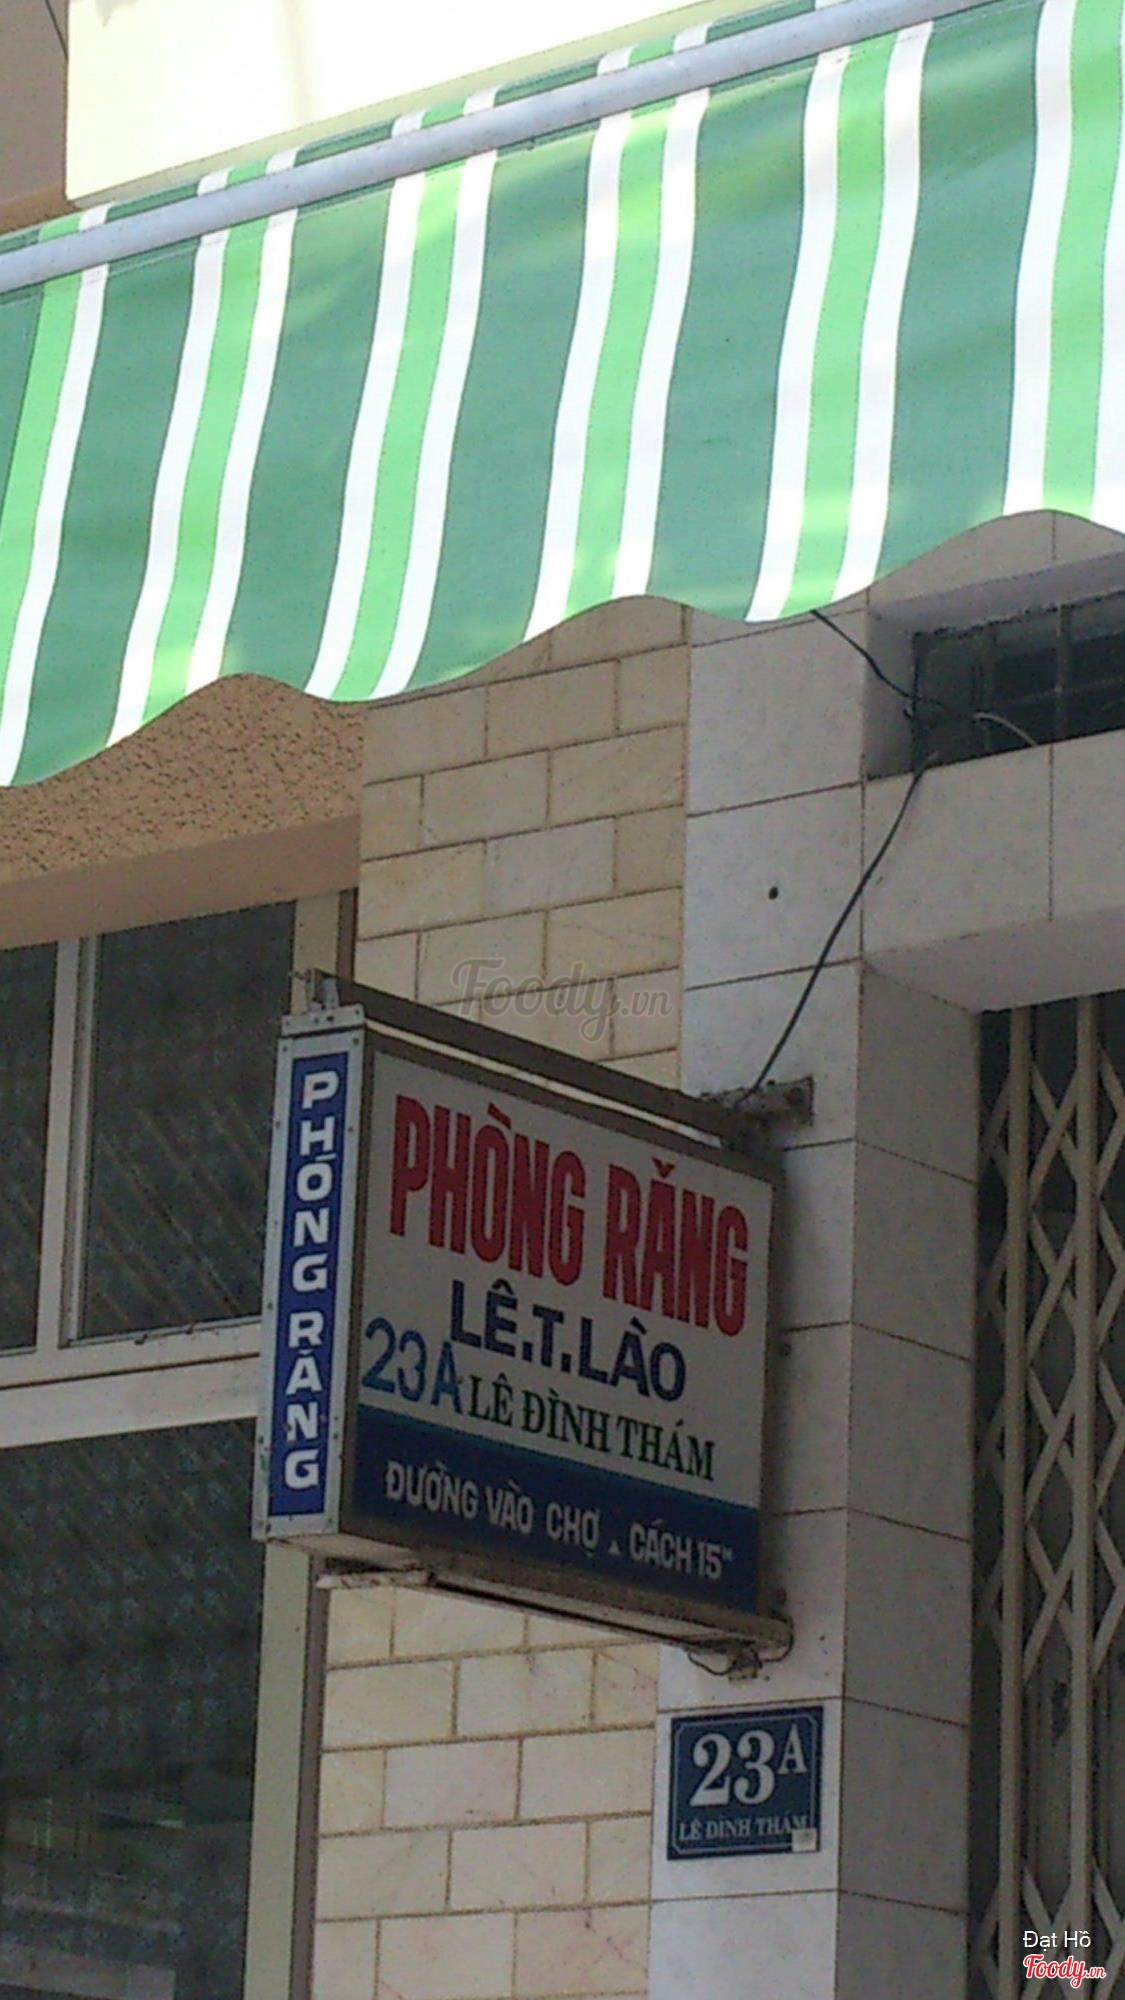 Foody.vn
PHÒNG RĂNG
PHÒNG RĂNG
LÊ.T.LÀO
23A LÊ ĐÌNH THÁM
ĐƯỜNG VÀO CHỢ ▲ CÁCH 15M
23A
LÊ ĐÌNH THÁM
Đạt Hồ
Foody.vn